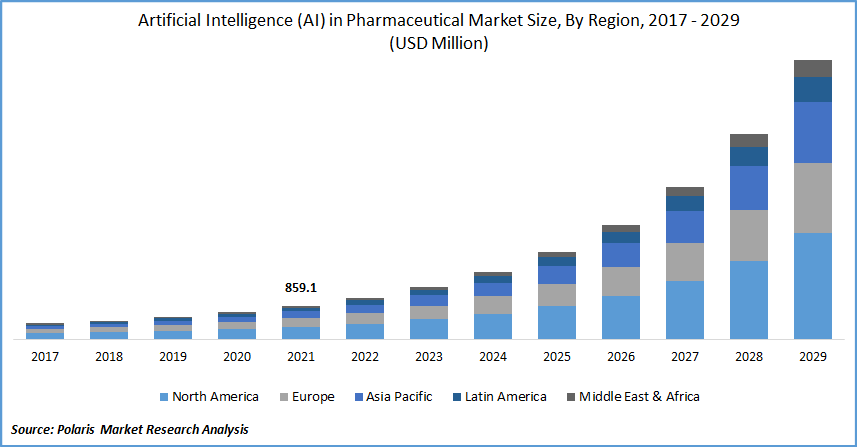 Artificial Intelligence (AI) in Pharmaceutical Market Size, By Region, 2017 - 2029
(USD Million)
859.1
2017 2018 2019 2020 2021 2022 2023 2024 2025 2026 2027 2028 2029
North America Europe Asia Pacific Latin America Middle East & Africa
Source: Polaris Market Research Analysis